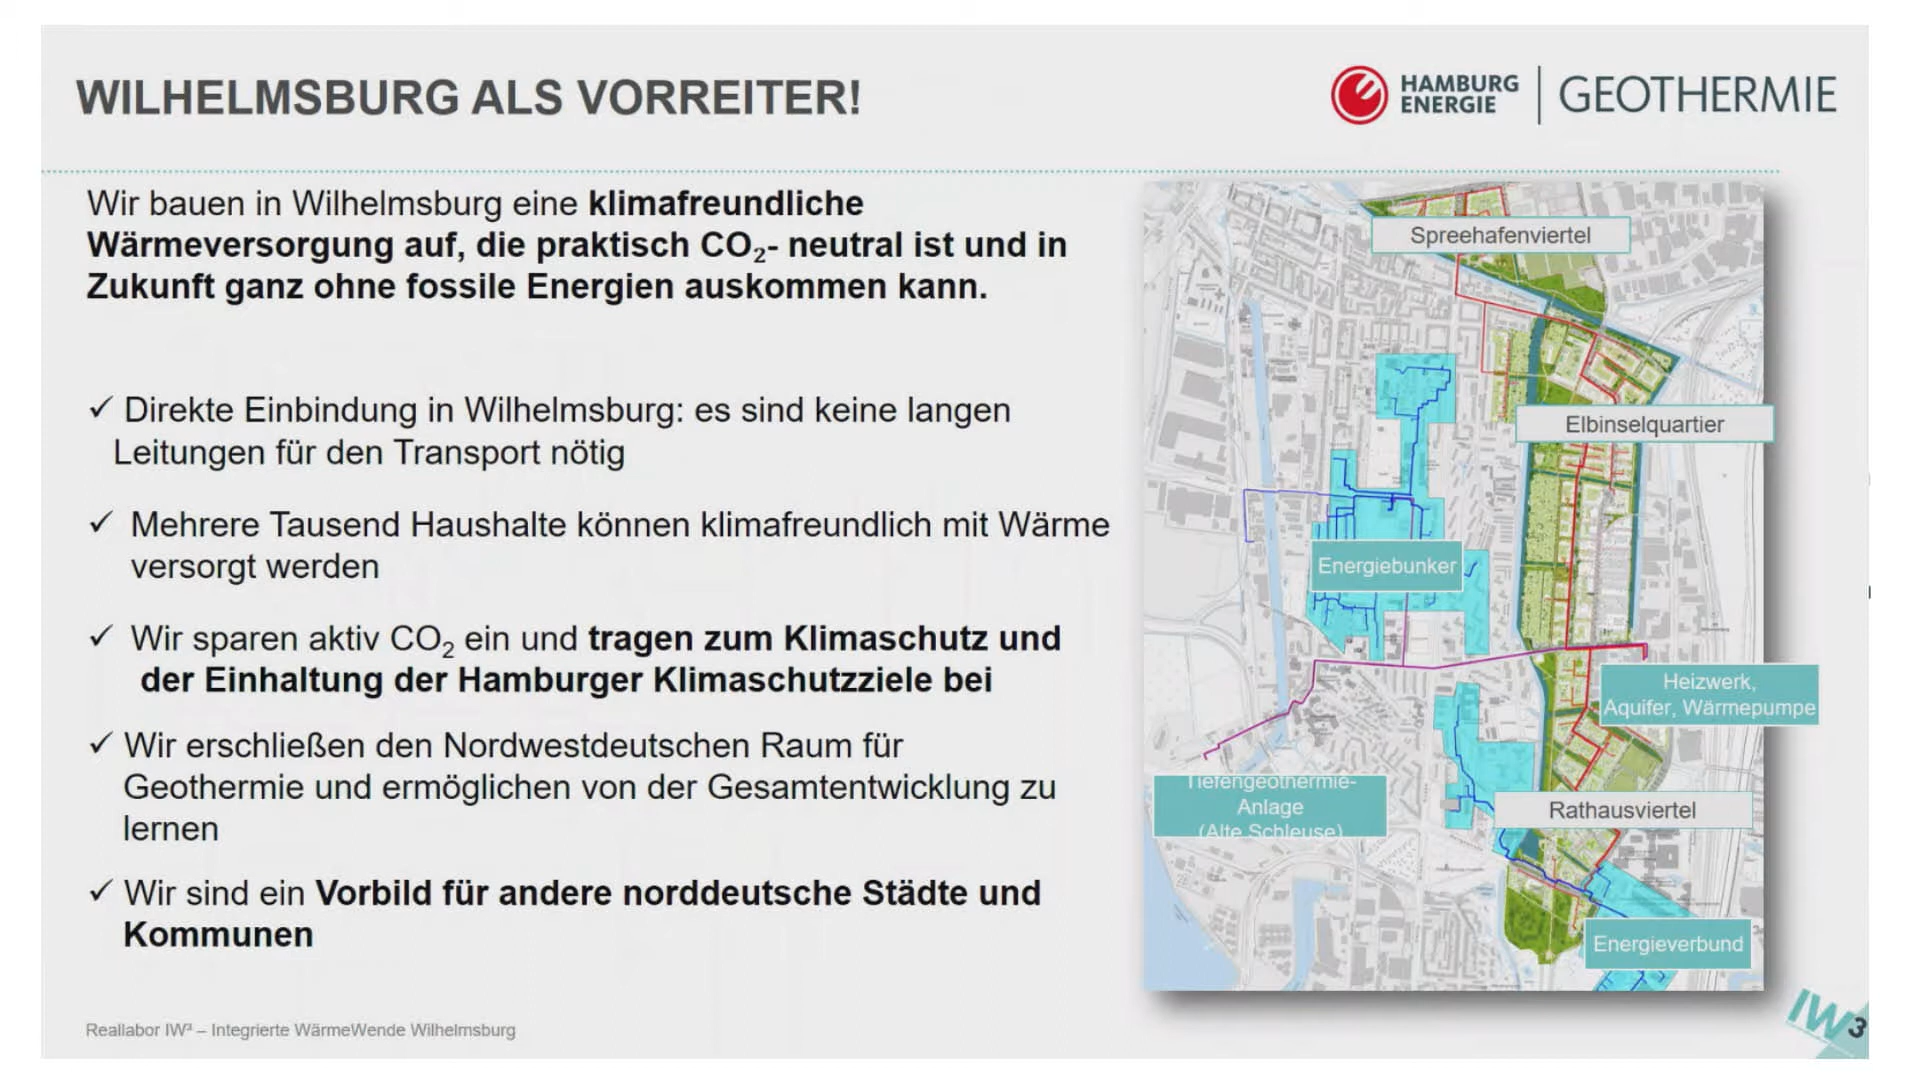 WILHELMSBURG ALS VORREITER!
HAMBURG
ENERGIE
GEOTHERMIE
Wir bauen in Wilhelmsburg eine klimafreundliche
Wärmeversorgung auf, die praktisch CO₂- neutral ist und in
Zukunft ganz ohne fossile Energien auskommen kann.
✓ Direkte Einbindung in Wilhelmsburg: es sind keine langen
Leitungen für den Transport nötig
✓ Mehrere Tausend Haushalte können klimafreundlich mit Wärme
versorgt werden
✓ Wir sparen aktiv CO₂ ein und tragen zum Klimaschutz und
der Einhaltung der Hamburger Klimaschutzziele bei
✓ Wir erschließen den Nordwestdeutschen Raum für
Geothermie und ermöglichen von der Gesamtentwicklung zu
lernen
✓ Wir sind ein Vorbild für andere norddeutsche Städte und
Kommunen
Spreehafenviertel
Elbinselquartier
Energiebunker
Heizwerk,
Aquifer, Wärmepumpe
Tiefengeothermie-
Anlage
(Alte Schleuse)
Rathausviertel
Energieverbund
Reallabor IW³ – Integrierte WärmeWende Wilhelmsburg
IW3